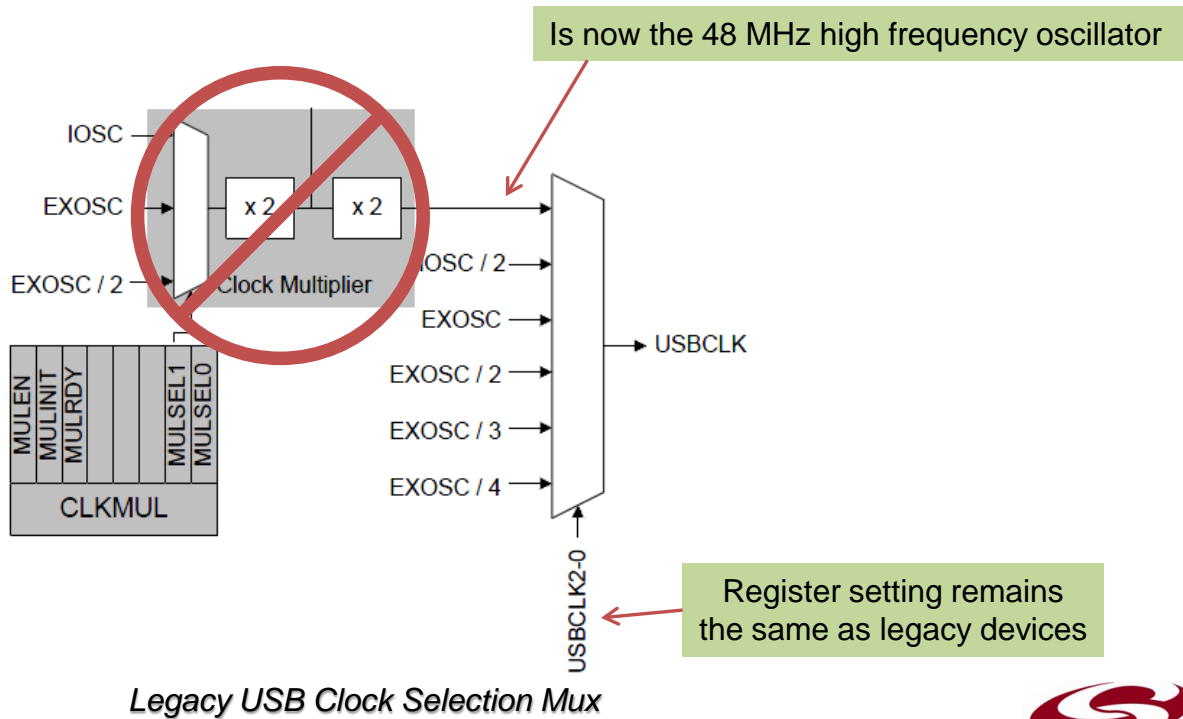 Is now the 48 MHz high frequency oscillator
IOSC
EXOSC
EXOSC / 2
x 2
x 2
Clock Multiplier
MULEN
MULINIT
MULRDY
MULSEL1
MULSEL0
CLKMUL
IOSC / 2
EXOSC
EXOSC / 2
EXOSC / 3
EXOSC / 4
USBCLK
USBCLK2-0
Register setting remains
the same as legacy devices
Legacy USB Clock Selection Mux